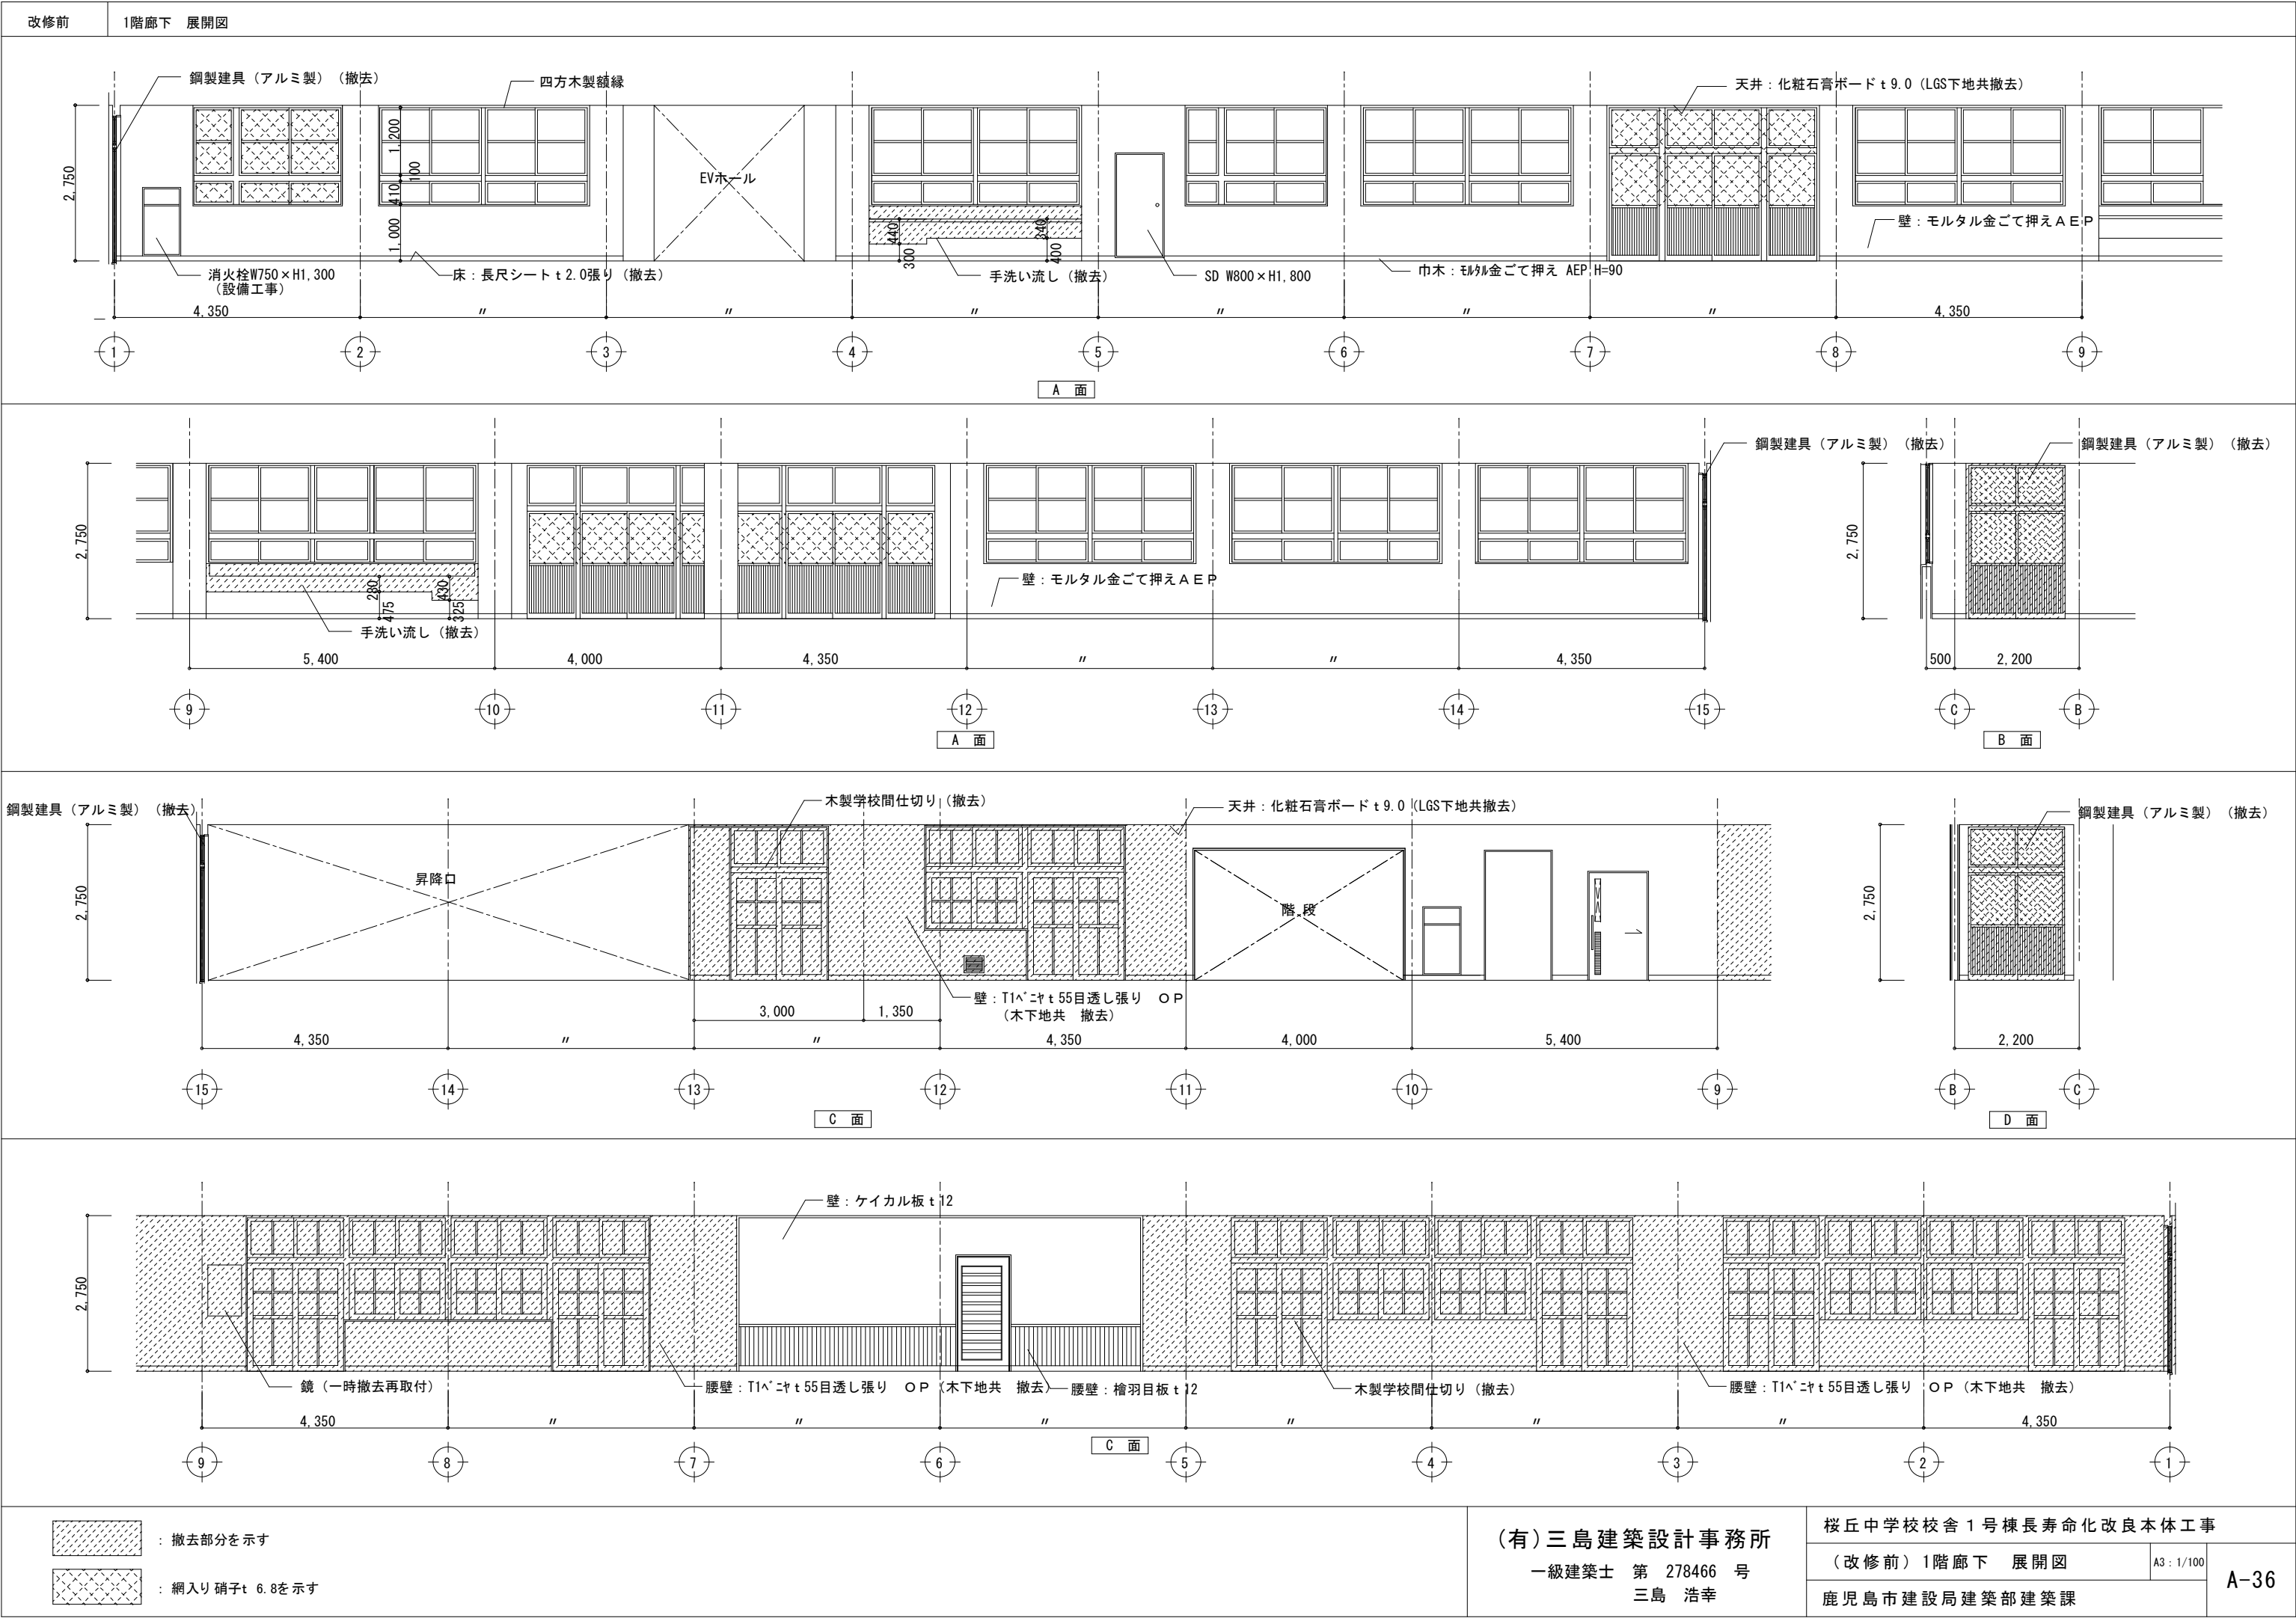 改修前
1階廊下　展開図
鋼製建具（アルミ製）（撤去）
四方木製額縁
天井：化粧石膏ボードｔ9.0（LGS下地共撤去）
2,750
1,200
100
410
1,000
EVホール
440
300
340
400
壁：モルタル金ごて押えＡＥＰ
消火栓W750×H1,300
（設備工事）
床：長尺シートｔ2.0張り（撤去）
手洗い流し（撤去）
SD W800×H1,800
巾木：ﾓﾙﾀﾙ金ごて押え AEP H=90
4,350
〃
〃
〃
〃
〃
〃
4,350
1
2
3
4
5
6
7
8
9
A 面
鋼製建具（アルミ製）（撤去）
鋼製建具（アルミ製）（撤去）
2,750
280
475
430
325
手洗い流し（撤去）
壁：モルタル金ごて押えＡＥＰ
2,750
5,400
4,000
4,350
〃
〃
4,350
500
2,200
9
10
11
12
13
14
15
C
B
A 面
B 面
鋼製建具（アルミ製）（撤去）
木製学校間仕切り（撤去）
天井：化粧石膏ボードｔ9.0（LGS下地共撤去）
鋼製建具（アルミ製）（撤去）
2,750
昇降口
階 段
2,750
壁：T1ﾍﾞﾆﾔｔ55目透し張り　ＯＰ
（木下地共　撤去）
3,000
1,350
4,350
〃
〃
4,350
4,000
5,400
2,200
15
14
13
12
11
10
9
B
C
C 面
D 面
壁：ケイカル板ｔ12
2,750
鏡（一時撤去再取付）
腰壁：T1ﾍﾞﾆﾔｔ55目透し張り　ＯＰ（木下地共　撤去）
腰壁：檜羽目板ｔ12
木製学校間仕切り（撤去）
腰壁：T1ﾍﾞﾆﾔｔ55目透し張り　ＯＰ（木下地共　撤去）
4,350
〃
〃
〃
〃
〃
〃
4,350
9
8
7
6
5
4
3
2
1
C 面
：撤去部分を示す
：網入り硝子t 6.8を示す
(有)三島建築設計事務所
一級建築士　第　278466　号
三島　浩幸
桜丘中学校校舎１号棟長寿命化改良本体工事
（改修前）1階廊下　展開図
A3：1/100
A-36
鹿児島市建設局建築部建築課